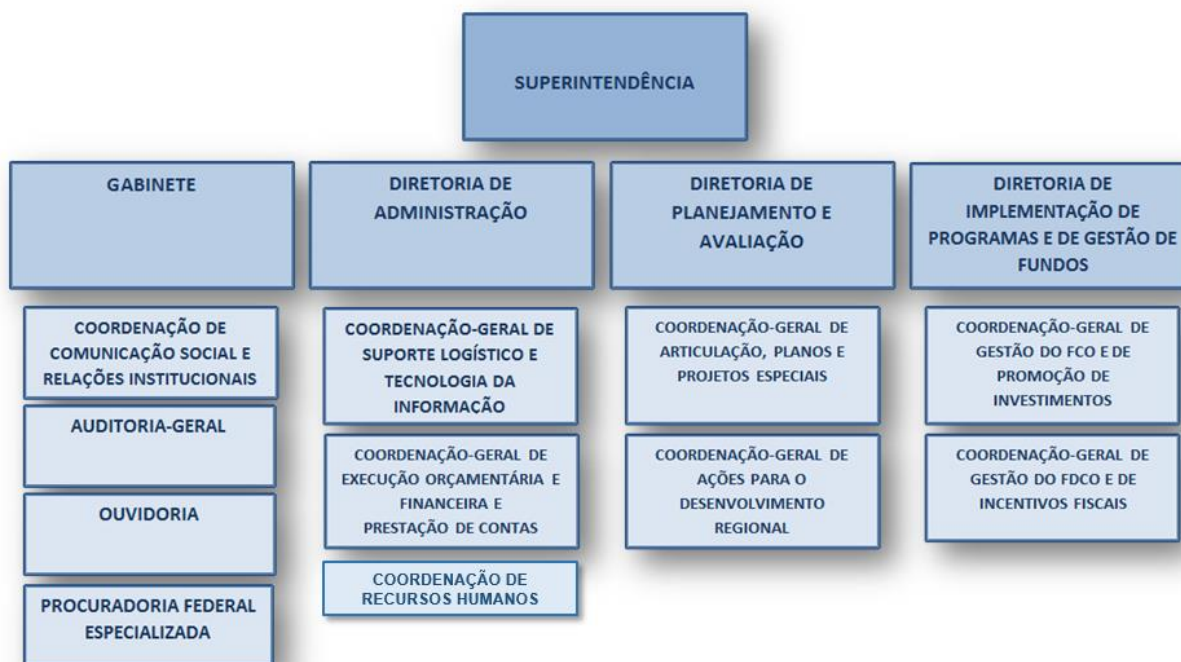 SUPERINTENDÊNCIA
GABINETE
COORDENAÇÃO DE
COMUNICAÇÃO SOCIAL E
RELAÇÕES INSTITUCIONAIS
AUDITORIA-GERAL
OUVIDORIA
PROCURADORIA FEDERAL
ESPECIALIZADA
DIRETORIA DE
ADMINISTRAÇÃO
COORDENAÇÃO-GERAL DE
SUPORTE LOGÍSTICO E
TECNOLOGIA DA
INFORMAÇÃO
COORDENAÇÃO-GERAL DE
EXECUÇÃO ORÇAMENTÁRIA E
FINANCEIRA E
PRESTAÇÃO DE CONTAS
COORDENAÇÃO DE
RECURSOS HUMANOS
DIRETORIA DE
PLANEJAMENTO E
AVALIAÇÃO
COORDENAÇÃO-GERAL DE
ARTICULAÇÃO, PLANOS E
PROJETOS ESPECIAIS
COORDENAÇÃO-GERAL DE
AÇÕES PARA O
DESENVOLVIMENTO
REGIONAL
DIRETORIA DE
IMPLEMENTAÇÃO DE
PROGRAMAS E DE GESTÃO DE
FUNDOS
COORDENAÇÃO-GERAL DE
GESTÃO DO FCO E DE
PROMOÇÃO DE
INVESTIMENTOS
COORDENAÇÃO-GERAL DE
GESTÃO DO FDCO E DE
INCENTIVOS FISCAIS